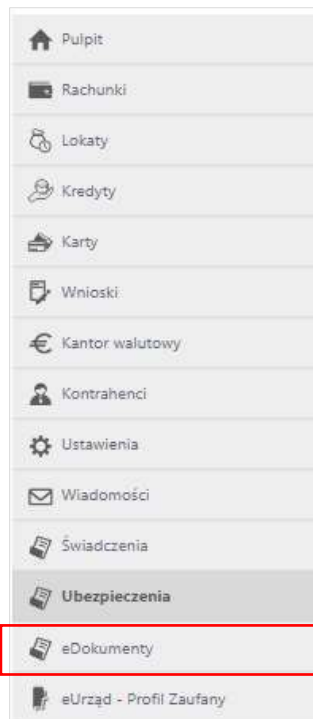 Pulpit
Rachunki
Lokaty
Kredyty
Karty
Wnioski
Kantor walutowy
Kontrahenci
Ustawienia
Wiadomości
Świadczenia
Ubezpieczenia
eDokumenty
eUrząd - Profil Zaufany